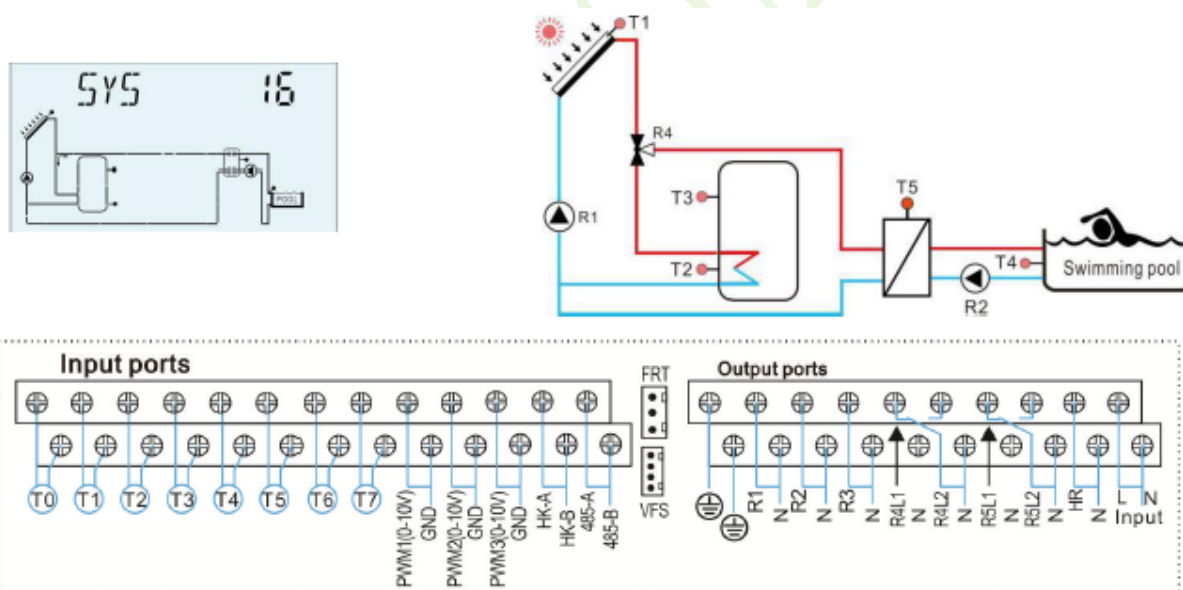 SYS 16
POOL
T1
R4
T3
T5
R1
T2
T4
Swimming pool
R2
Input ports
FRT
Output ports
T0 T1 T2 T3 T4 T5 T6 T7
PWM1(0-10V)
GND
PWM2(0-10V)
GND
PWM3(0-10V)
GND
HK-A
HK-B
485-A
485-B
VFS
R1
N
R2
N
R3
N
R4L1
N
R4L2
N
R5L1
N
R5L2
N
HR
N
L N
Input